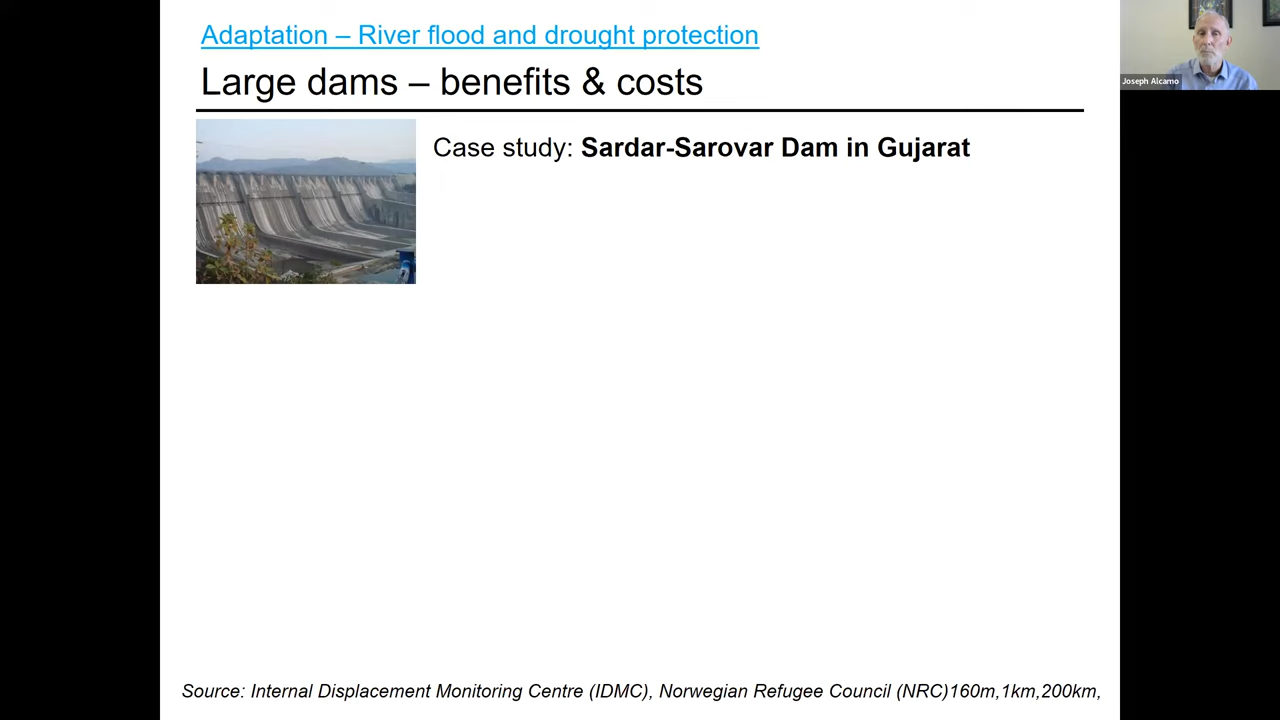 Adaptation – River flood and drought protection
Large dams – benefits & costs
Joseph Alcamo
Case study: Sardar-Sarovar Dam in Gujarat
Source: Internal Displacement Monitoring Centre (IDMC), Norwegian Refugee Council (NRC)160m,1km,200km,